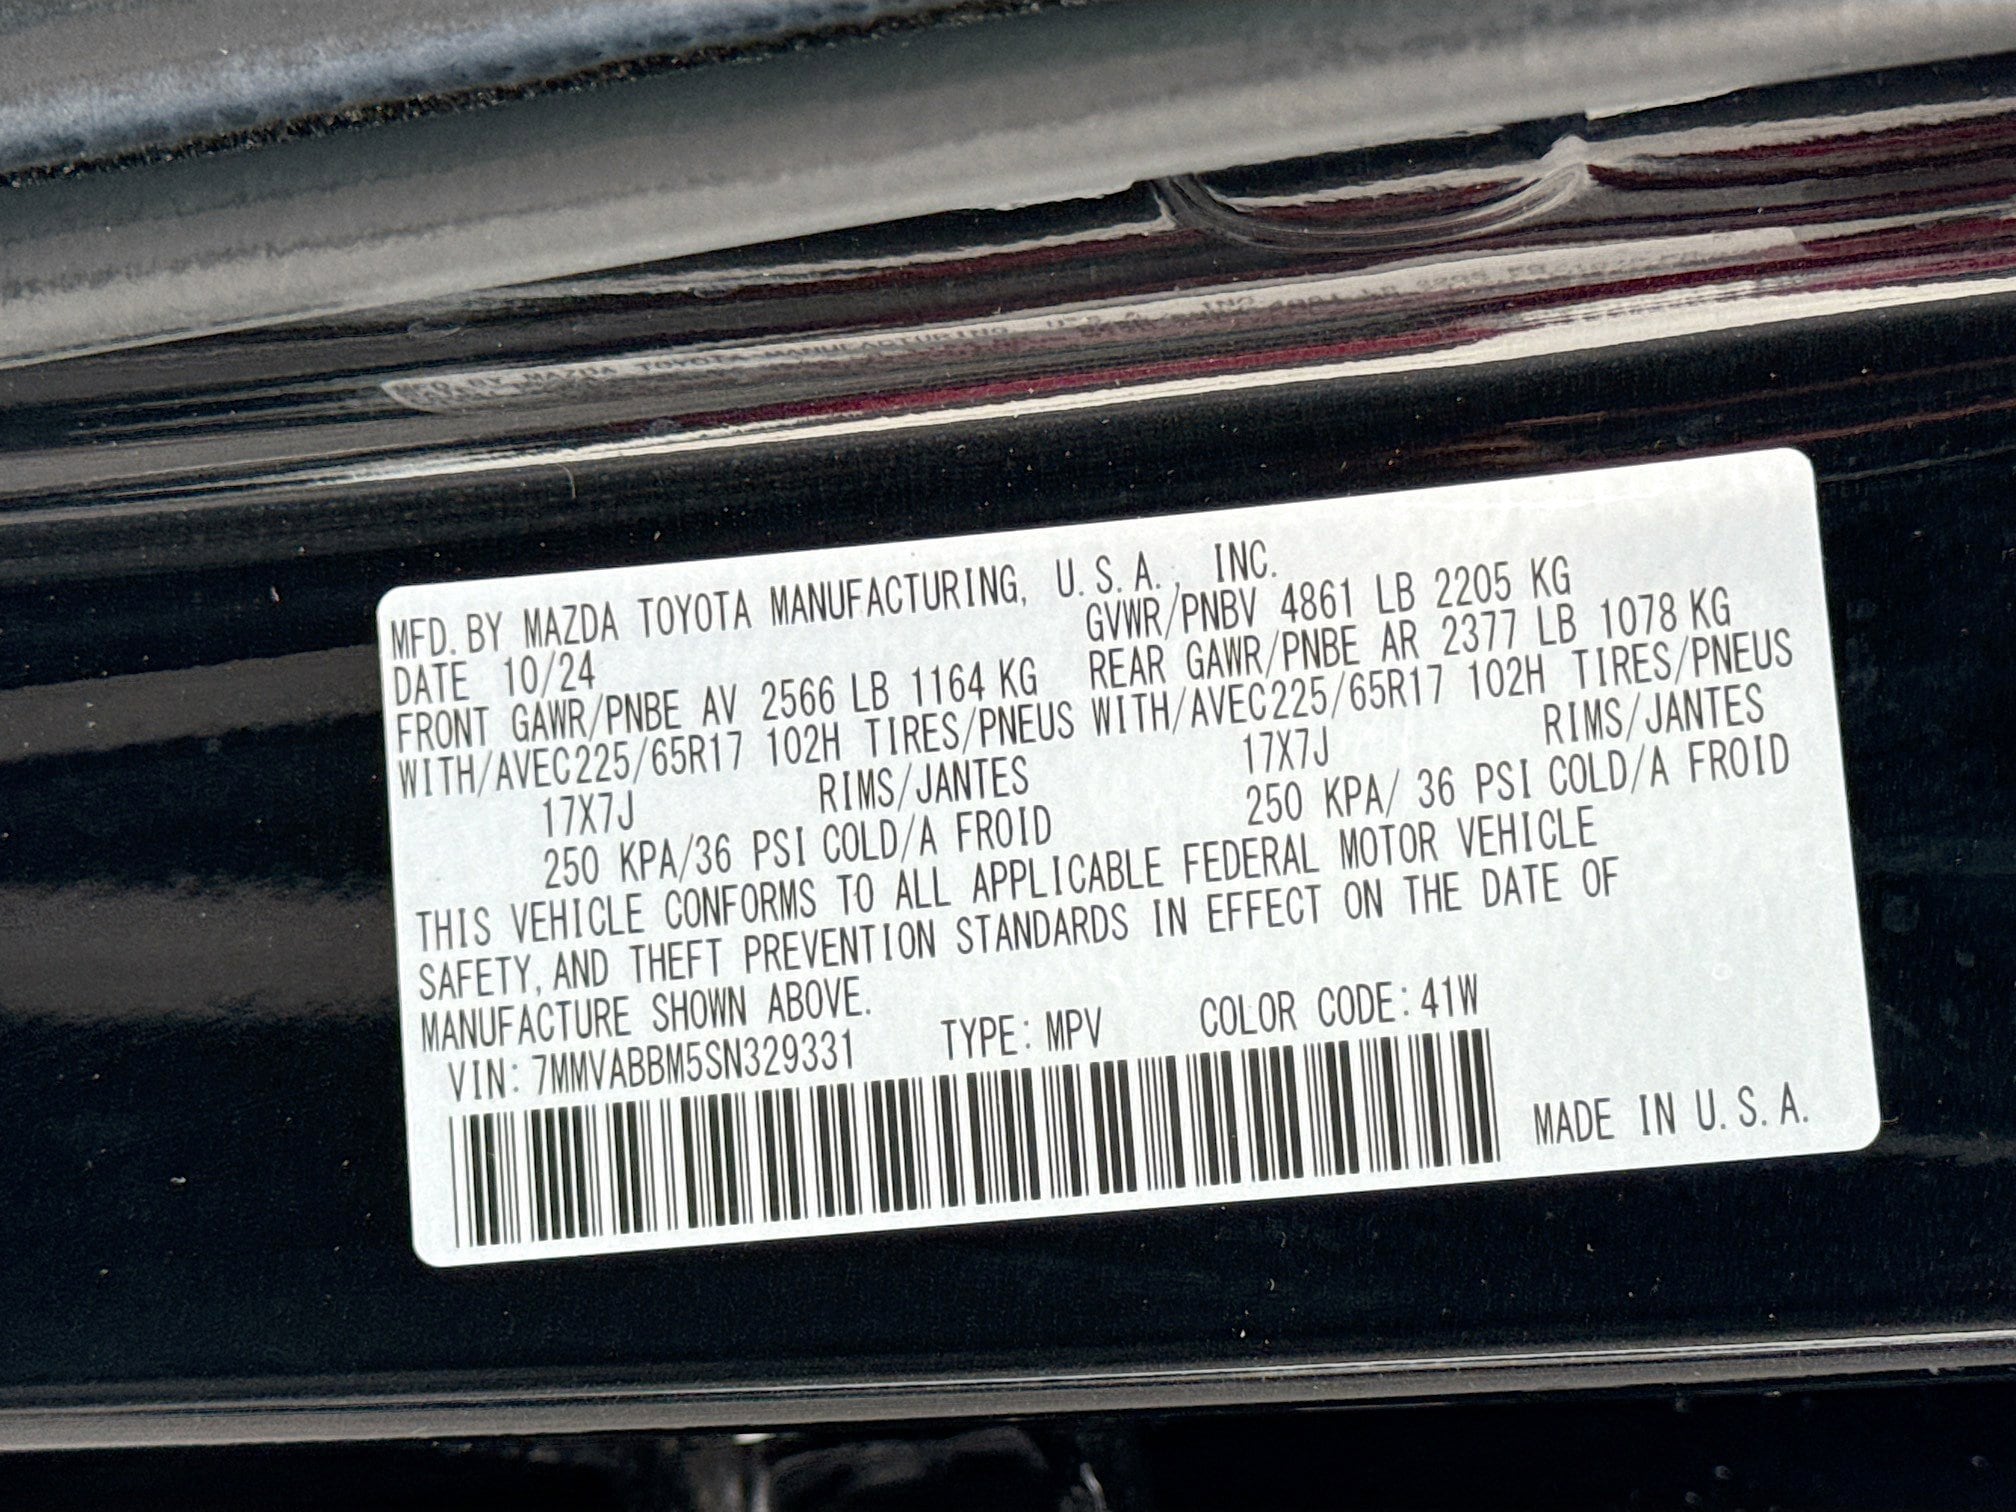 MFD. BY MAZDA TOYOTA MANUFACTURING, U.S.A., INC.
DATE 10/24 GVWR/PNBV 4861 LB 2205 KG
FRONT GAWR/PNBE AV 2566 LB 1164 KG REAR GAWR/PNBE AR 2377 LB 1078 KG
WITH/AVEC225/65R17 102H TIRES/PNEUS WITH/AVEC225/65R17 102H TIRES/PNEUS
17X7J RIMS/JANTES 17X7J RIMS/JANTES
250 KPA/36 PSI COLD/A FROID 250 KPA/ 36 PSI COLD/A FROID
THIS VEHICLE CONFORMS TO ALL APPLICABLE FEDERAL MOTOR VEHICLE
SAFETY, AND THEFT PREVENTION STANDARDS IN EFFECT ON THE DATE OF
MANUFACTURE SHOWN ABOVE.
VIN: 7MMVABBM5SN329331 TYPE: MPV COLOR CODE: 41W
MADE IN U.S.A.